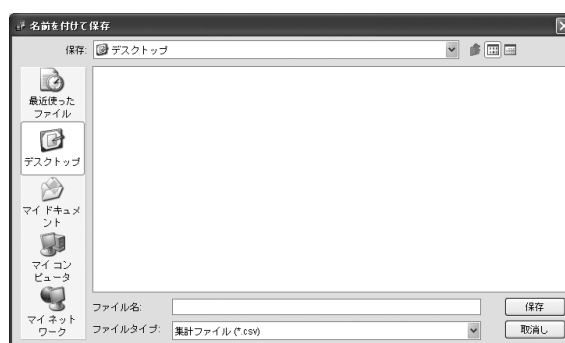 名前を付けて保存
保存: デスクトップ
最近使った
ファイル
デスクトップ
マイ ドキュメ
ント
マイ コン
ピュータ
マイ ネット
ワーク
ファイル名:
保存
ファイルタイプ: 集計ファイル (*.csv)
取消し